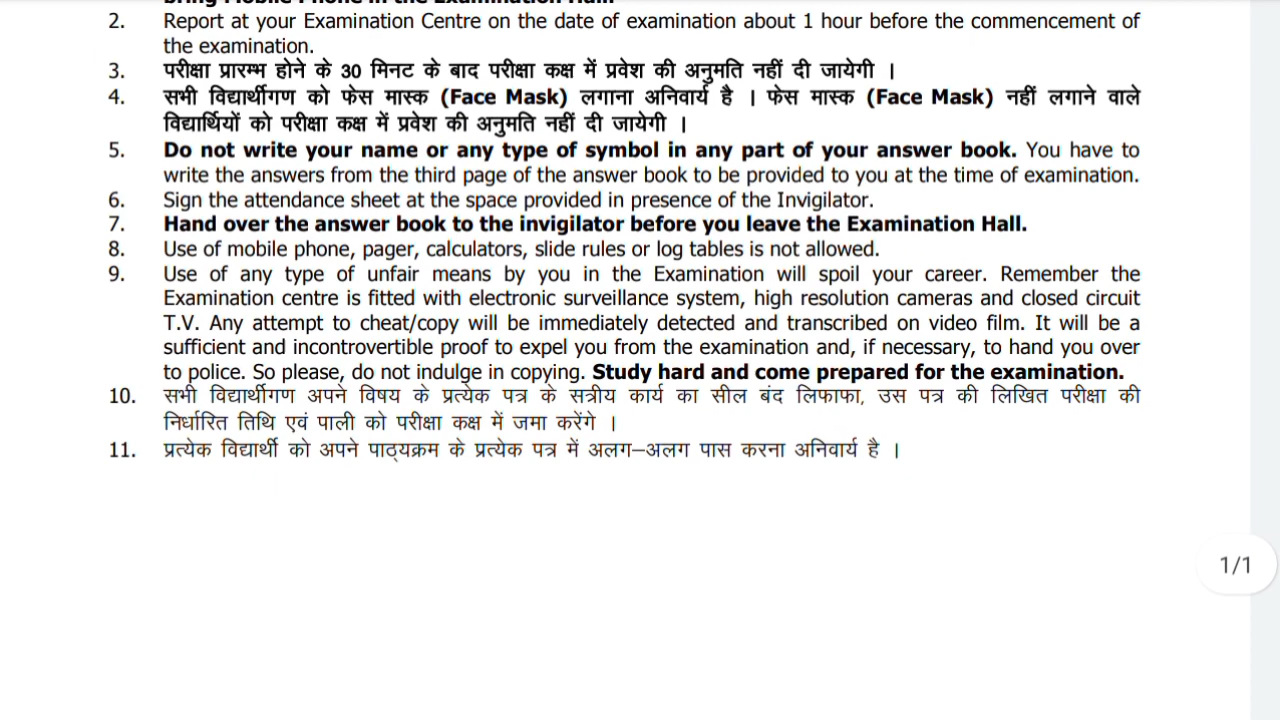 bring Mobile Phone in the Examination Hall.
2. Report at your Examination Centre on the date of examination about 1 hour before the commencement of
the examination.
3. परीक्षा प्रारम्भ होने के 30 मिनट के बाद परीक्षा कक्ष में प्रवेश की अनुमति नहीं दी जायेगी ।
4. सभी विद्यार्थीगण को फेस मास्क (Face Mask) लगाना अनिवार्य है । फेस मास्क (Face Mask) नहीं लगाने वाले
विद्यार्थियों को परीक्षा कक्ष में प्रवेश की अनुमति नहीं दी जायेगी ।
5. Do not write your name or any type of symbol in any part of your answer book. You have to
write the answers from the third page of the answer book to be provided to you at the time of examination.
6. Sign the attendance sheet at the space provided in presence of the Invigilator.
7. Hand over the answer book to the invigilator before you leave the Examination Hall.
8. Use of mobile phone, pager, calculators, slide rules or log tables is not allowed.
9. Use of any type of unfair means by you in the Examination will spoil your career. Remember the
Examination centre is fitted with electronic surveillance system, high resolution cameras and closed circuit
T.V. Any attempt to cheat/copy will be immediately detected and transcribed on video film. It will be a
sufficient and incontrovertible proof to expel you from the examination and, if necessary, to hand you over
to police. So please, do not indulge in copying. Study hard and come prepared for the examination.
10. सभी विद्यार्थीगण अपने विषय के प्रत्येक पत्र के सत्रीय कार्य का सील बंद लिफाफा, उस पत्र की लिखित परीक्षा की
निर्धारित तिथि एवं पाली को परीक्षा कक्ष में जमा करेंगे ।
11. प्रत्येक विद्यार्थी को अपने पाठ्यक्रम के प्रत्येक पत्र में अलग–अलग पास करना अनिवार्य है ।
1/1